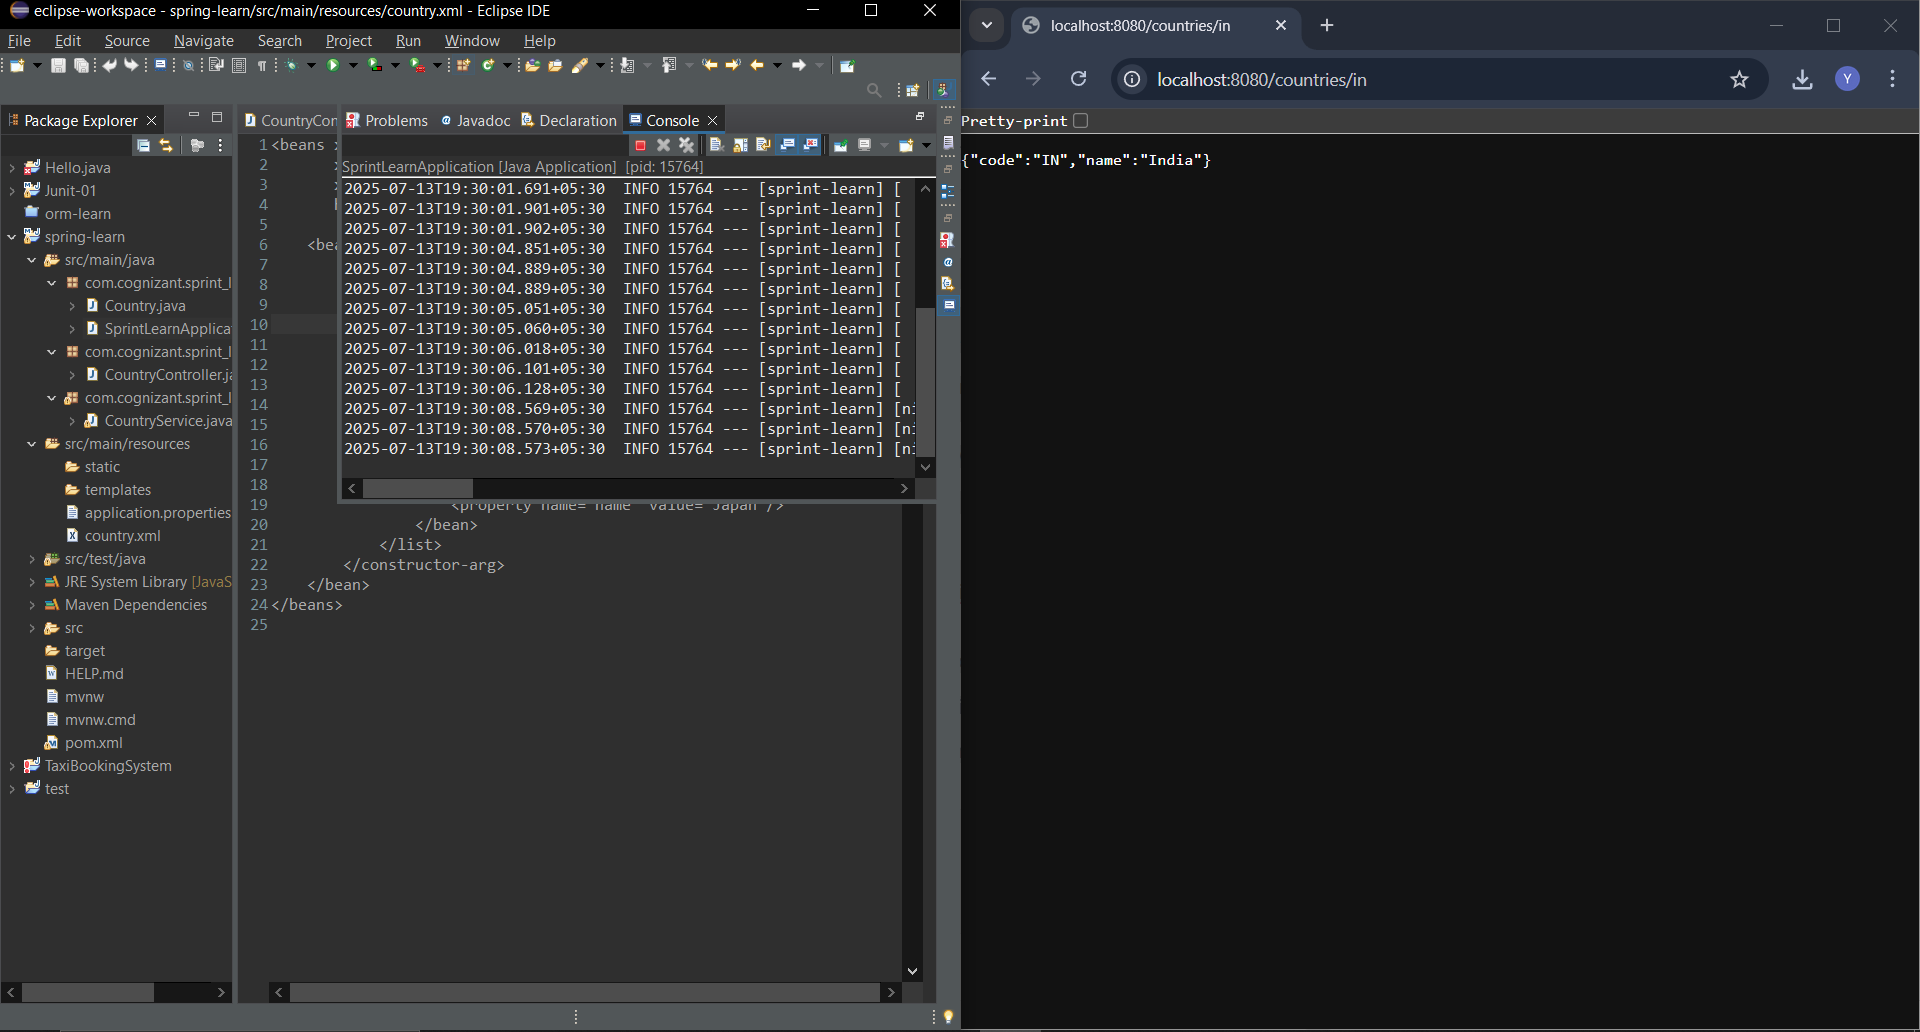 eclipse-workspace - spring-learn/src/main/resources/country.xml - Eclipse IDE
File Edit Source Navigate Search Project Run Window Help
Package Explorer
Hello.java
Junit-01
orm-learn
spring-learn
src/main/java
com.cognizant.sprint_l
Country.java
SprintLearnApplica
com.cognizant.sprint_l
CountryController.ja
com.cognizant.sprint_l
CountryService.java
src/main/resources
static
templates
application.properties
country.xml
src/test/java
JRE System Library [JavaS
Maven Dependencies
src
target
HELP.md
mvnw
mvnw.cmd
pom.xml
TaxiBookingSystem
test
CountryCon
Problems Javadoc Declaration Console
SprintLearnApplication [Java Application] [pid: 15764]
2025-07-13T19:30:01.691+05:30 INFO 15764 --- [sprint-learn] [
2025-07-13T19:30:01.901+05:30 INFO 15764 --- [sprint-learn] [
2025-07-13T19:30:01.902+05:30 INFO 15764 --- [sprint-learn] [
2025-07-13T19:30:04.851+05:30 INFO 15764 --- [sprint-learn] [
2025-07-13T19:30:04.889+05:30 INFO 15764 --- [sprint-learn] [
2025-07-13T19:30:04.889+05:30 INFO 15764 --- [sprint-learn] [
2025-07-13T19:30:05.051+05:30 INFO 15764 --- [sprint-learn] [
2025-07-13T19:30:05.060+05:30 INFO 15764 --- [sprint-learn] [
2025-07-13T19:30:06.018+05:30 INFO 15764 --- [sprint-learn] [
2025-07-13T19:30:06.101+05:30 INFO 15764 --- [sprint-learn] [
2025-07-13T19:30:06.128+05:30 INFO 15764 --- [sprint-learn] [
2025-07-13T19:30:08.569+05:30 INFO 15764 --- [sprint-learn] [ni
2025-07-13T19:30:08.570+05:30 INFO 15764 --- [sprint-learn] [ni
2025-07-13T19:30:08.573+05:30 INFO 15764 --- [sprint-learn] [ni
1 <beans
2
3
4
5
6 <bea
7
8
9
10
11
12
13
14
15
16
17
18
19 <property name="name" value="Japan"/>
20 </bean>
21 </list>
22 </constructor-arg>
23 </bean>
24 </beans>
25
localhost:8080/countries/in
localhost:8080/countries/in
Y
Pretty-print
{"code":"IN","name":"India"}